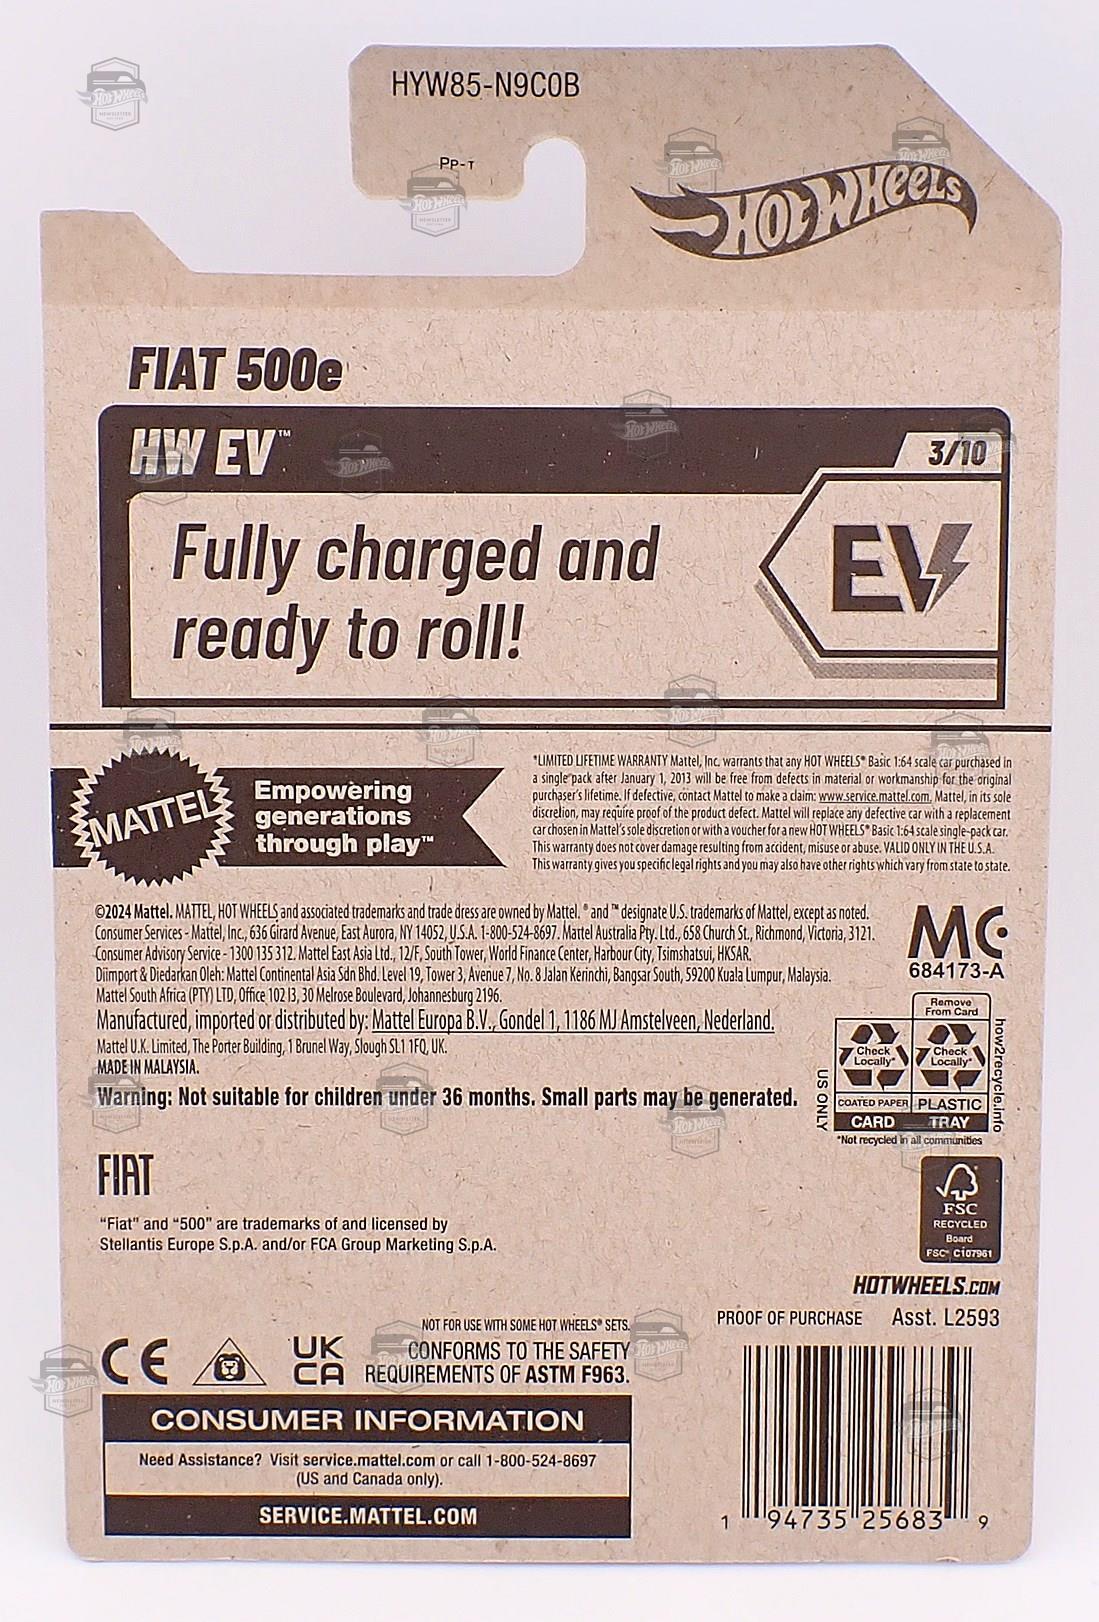 HYW85-N9C0B
PP-T
HOT WHEELS
FIAT 500e
HW EV™
3/10
Fully charged and
ready to roll!
EV
MATTEL
Empowering
generations
through play™
*LIMITED LIFETIME WARRANTY Mattel, Inc. warrants that any HOT WHEELS® Basic 1:64 scale car purchased in
a single pack after January 1, 2013 will be free from defects in material or workmanship for the original
purchaser's lifetime. If defective, contact Mattel to make a claim: www.service.mattel.com. Mattel, in its sole
discretion, may require proof of the product defect. Mattel will replace any defective car with a replacement
car chosen in Mattel's sole discretion or with a voucher for a new HOT WHEELS® Basic 1:64 scale single-pack car.
This warranty does not cover damage resulting from accident, misuse or abuse. VALID ONLY IN THE U.S.A.
This warranty gives you specific legal rights and you may also have other rights which vary from state to state.
©2024 Mattel. MATTEL, HOT WHEELS and associated trademarks and trade dress are owned by Mattel. ® and ™ designate U.S. trademarks of Mattel, except as noted.
Consumer Services - Mattel, Inc., 636 Girard Avenue, East Aurora, NY 14052, U.S.A. 1-800-524-8697. Mattel Australia Pty. Ltd., 658 Church St., Richmond, Victoria, 3121.
Consumer Advisory Service - 1300 135 312. Mattel East Asia Ltd., 12/F, South Tower, World Finance Center, Harbour City, Tsimshatsui, HKSAR.
Diimport & Diedarkan Oleh: Mattel Continental Asia Sdn Bhd. Level 19, Tower 3, Avenue 7, No. 8 Jalan Kerinchi, Bangsar South, 59200 Kuala Lumpur, Malaysia.
Mattel South Africa (PTY) LTD, Office 102 I3, 30 Melrose Boulevard, Johannesburg 2196.
Manufactured, imported or distributed by: Mattel Europa B.V., Gondel 1, 1186 MJ Amstelveen, Nederland.
Mattel U.K. Limited, The Porter Building, 1 Brunel Way, Slough SL1 1FQ, UK.
MADE IN MALAYSIA.
Warning: Not suitable for children under 36 months. Small parts may be generated.
MC
684173-A
Remove
From Card
Check
Locally*
Check
Locally*
COATED PAPER
PLASTIC
CARD
TRAY
US ONLY
how2recycle.info
*Not recycled in all communities
FIAT
"Fiat" and "500" are trademarks of and licensed by
Stellantis Europe S.p.A. and/or FCA Group Marketing S.p.A.
FSC
RECYCLED
Board
FSC® C107961
HOTWHEELS.COM
PROOF OF PURCHASE
Asst. L2593
NOT FOR USE WITH SOME HOT WHEELS® SETS.
CE
UK
CA
CONFORMS TO THE SAFETY
REQUIREMENTS OF ASTM F963.
CONSUMER INFORMATION
Need Assistance? Visit service.mattel.com or call 1-800-524-8697
(US and Canada only).
SERVICE.MATTEL.COM
1 94735 25683 9